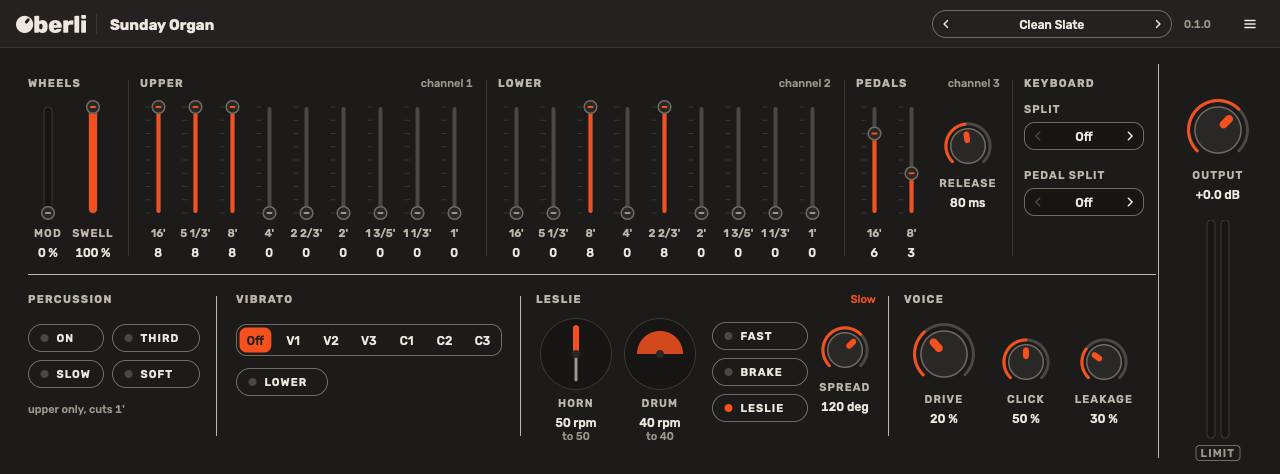 Oberli Sunday Organ
Clean Slate
0.1.0
WHEELS
MOD SWELL
0 % 100 %
UPPER channel 1
16' 5 1/3' 8' 4' 2 2/3' 2' 1 3/5' 1 1/3' 1'
8 8 8 0 0 0 0 0 0
LOWER channel 2
16' 5 1/3' 8' 4' 2 2/3' 2' 1 3/5' 1 1/3' 1'
0 0 8 0 8 0 0 0 0
PEDALS channel 3
16' 8'
6 3
RELEASE
80 ms
KEYBOARD
SPLIT
Off
PEDAL SPLIT
Off
OUTPUT
+0.0 dB
LIMIT
PERCUSSION
ON THIRD
SLOW SOFT
upper only, cuts 1'
VIBRATO
Off V1 V2 V3 C1 C2 C3
LOWER
LESLIE Slow
HORN DRUM
50 rpm 40 rpm
to 50 to 40
FAST
BRAKE
LESLIE
SPREAD
120 deg
VOICE
DRIVE CLICK LEAKAGE
20 % 50 % 30 %